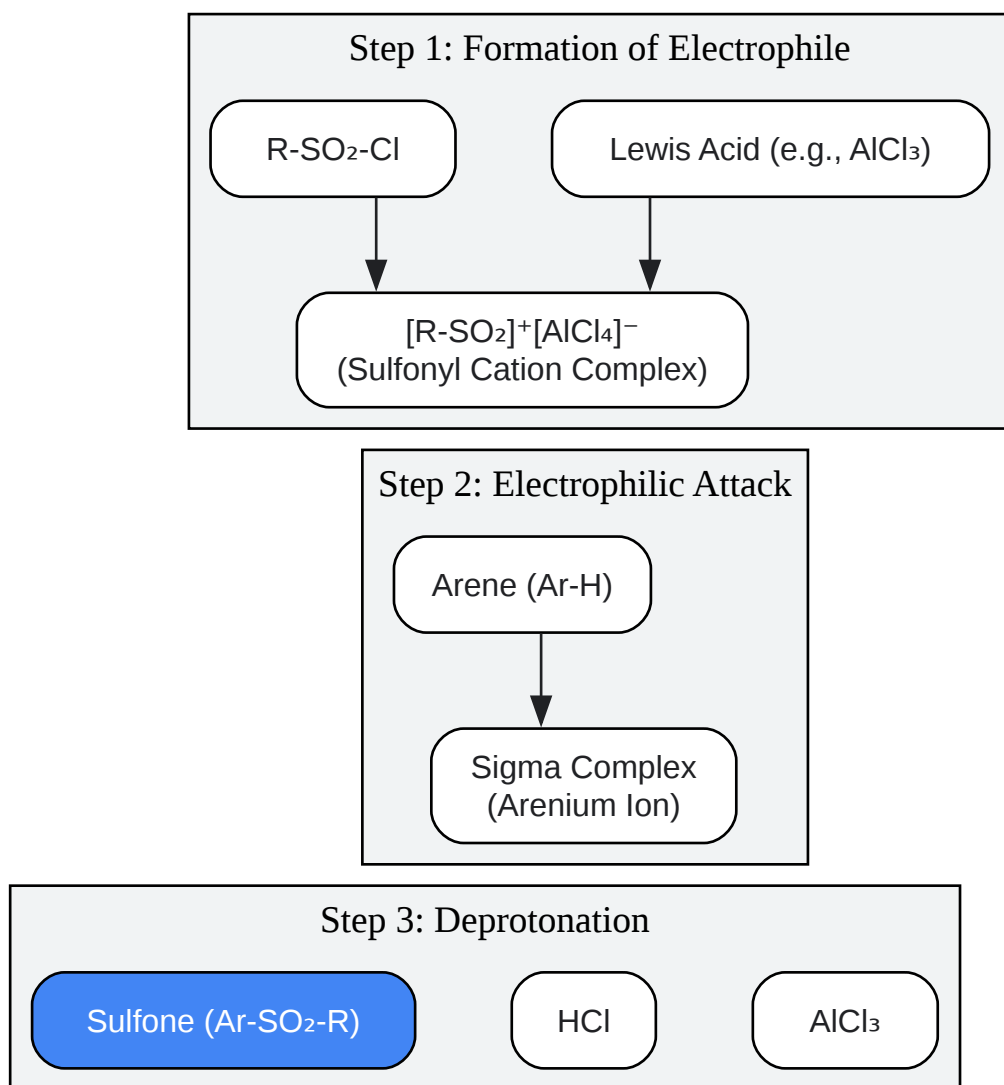 Step 1: Formation of Electrophile
R-SO₂-Cl
Lewis Acid (e.g., AlCl₃)
[R-SO₂]⁺[AlCl₄]⁻
(Sulfonyl Cation Complex)
Step 2: Electrophilic Attack
Arene (Ar-H)
Sigma Complex
(Arenium Ion)
Step 3: Deprotonation
Sulfone (Ar-SO₂-R)
HCl
AlCl₃